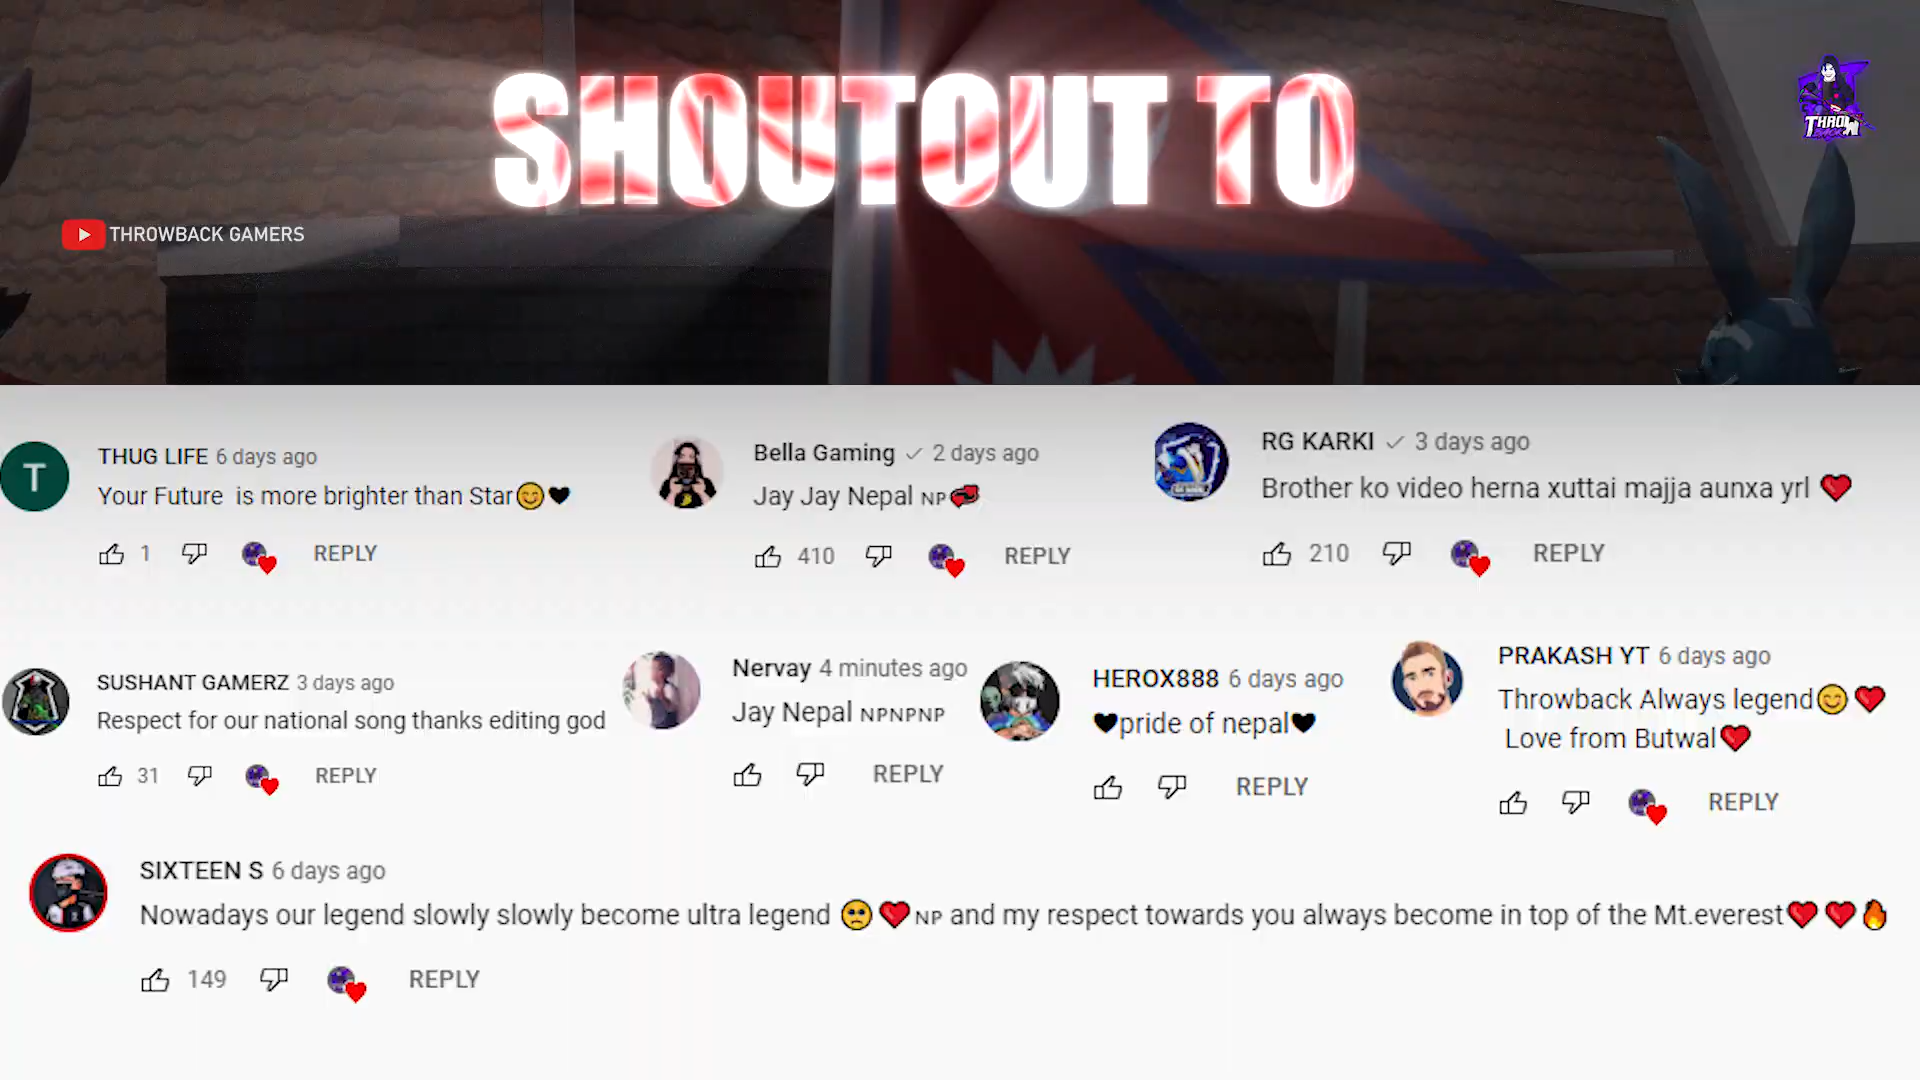 SHOUTOUT TO
THROW
BACK
THROWBACK GAMERS
T
THUG LIFE 6 days ago
Your Future is more brighter than Star😊🖤
1 REPLY
Bella Gaming ✓ 2 days ago
Jay Jay Nepal NP💞
410 REPLY
RG KARKI ✓ 3 days ago
Brother ko video herna xuttai majja aunxa yrl ❤️
210 REPLY
SUSHANT GAMERZ 3 days ago
Respect for our national song thanks editing god
31 REPLY
Nervay 4 minutes ago
Jay Nepal NPNPNP
REPLY
HEROX888 6 days ago
🖤pride of nepal🖤
REPLY
PRAKASH YT 6 days ago
Throwback Always legend😊❤️
Love from Butwal❤️
REPLY
SIXTEEN S 6 days ago
Nowadays our legend slowly slowly become ultra legend 🥺❤️NP and my respect towards you always become in top of the Mt.everest❤️❤️🔥
149 REPLY